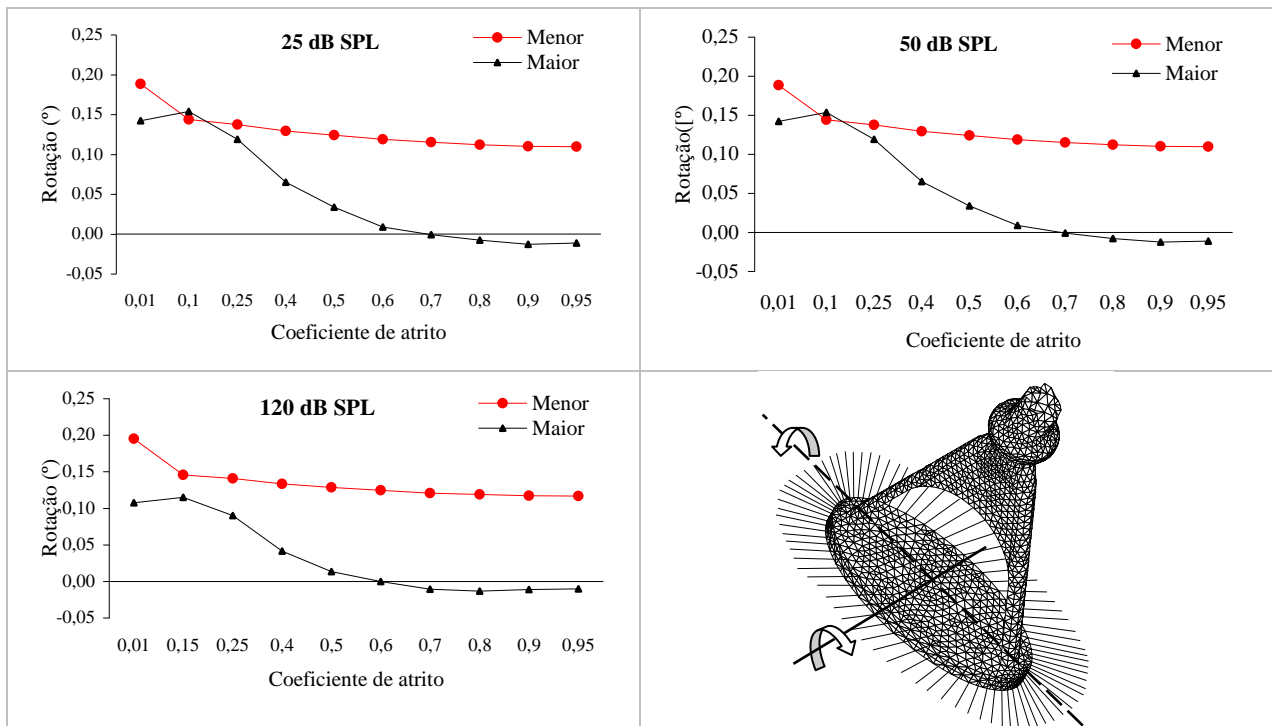 25 dB SPL
Menor
Maior
Rotação (º)
0,25
0,20
0,15
0,10
0,05
0,00
-0,05
0,01 0,1 0,25 0,4 0,5 0,6 0,7 0,8 0,9 0,95
Coeficiente de atrito
50 dB SPL
Menor
Maior
Rotação([º)
0,25
0,20
0,15
0,10
0,05
0,00
-0,05
0,01 0,1 0,25 0,4 0,5 0,6 0,7 0,8 0,9 0,95
Coeficiente de atrito
120 dB SPL
Menor
Maior
Rotação (º)
0,25
0,20
0,15
0,10
0,05
0,00
-0,05
0,01 0,15 0,25 0,4 0,5 0,6 0,7 0,8 0,9 0,95
Coeficiente de atrito